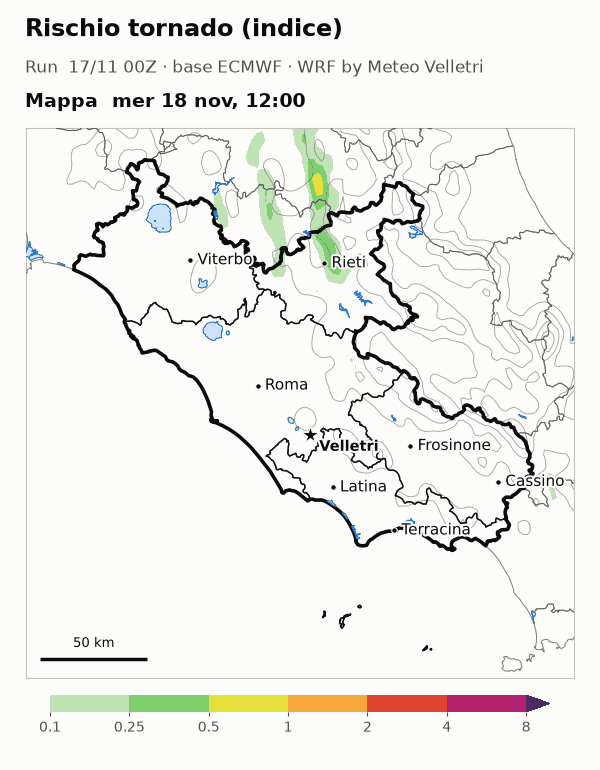 Rischio tornado (indice)
Run  17/11 00Z · base ECMWF · WRF by Meteo Velletri
Mappa  mer 18 nov, 12:00
Viterbo
Rieti
Roma
Velletri
Frosinone
Latina
Cassino
Terracina
50 km
0.1 0.25 0.5 1 2 4 8